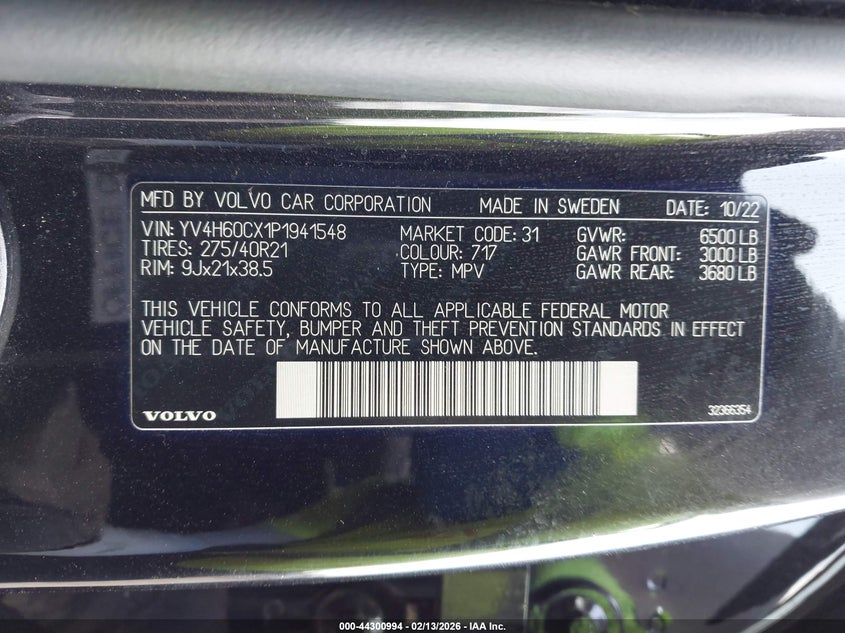 MFD BY VOLVO CAR CORPORATION MADE IN SWEDEN DATE: 10/22
VIN: YV4H60CX1P1941548 MARKET CODE: 31 GVWR: 6500 LB
TIRES: 275/40R21 COLOUR: 717 GAWR FRONT: 3000 LB
RIM: 9Jx21x38.5 TYPE: MPV GAWR REAR: 3680 LB
THIS VEHICLE CONFORMS TO ALL APPLICABLE FEDERAL MOTOR
VEHICLE SAFETY, BUMPER AND THEFT PREVENTION STANDARDS IN EFFECT
ON THE DATE OF MANUFACTURE SHOWN ABOVE.
VOLVO 32366354
000-44300994 - 02/13/2026 - IAA Inc.